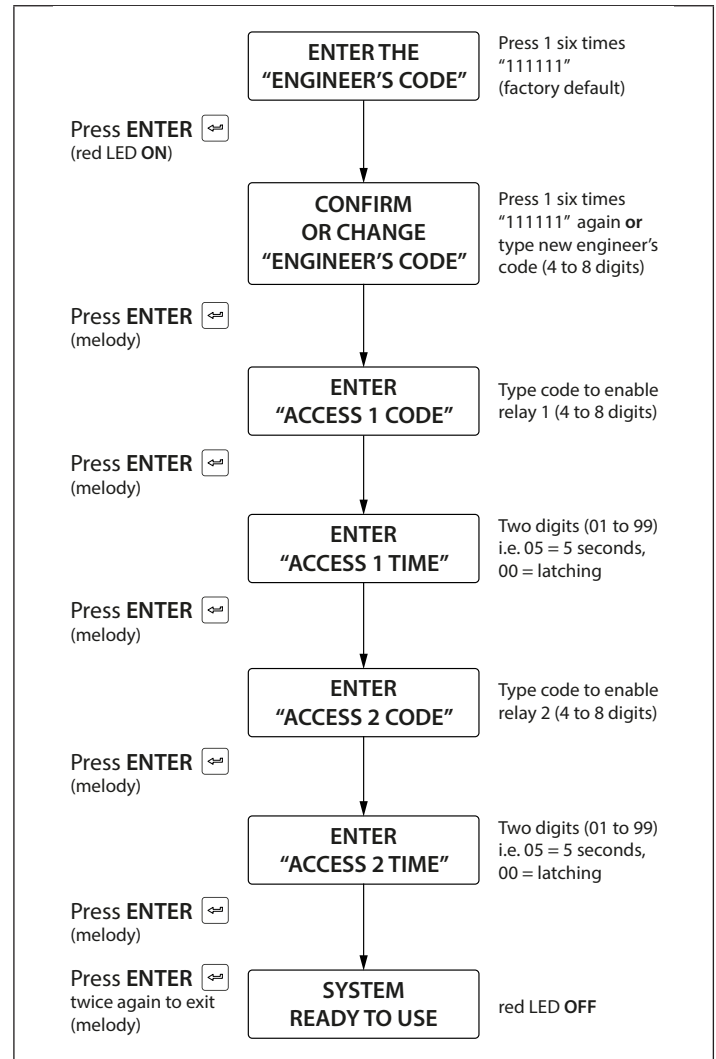 ENTER THE
“ENGINEER’S CODE”
Press 1 six times
“111111”
(factory default)
Press ENTER
(red LED ON)
CONFIRM
OR CHANGE
“ENGINEER’S CODE”
Press 1 six times
“111111” again or
type new engineer’s
code (4 to 8 digits)
Press ENTER
(melody)
ENTER
“ACCESS 1 CODE”
Type code to enable
relay 1 (4 to 8 digits)
Press ENTER
(melody)
ENTER
“ACCESS 1 TIME”
Two digits (01 to 99)
i.e. 05 = 5 seconds,
00 = latching
Press ENTER
(melody)
ENTER
“ACCESS 2 CODE”
Type code to enable
relay 2 (4 to 8 digits)
Press ENTER
(melody)
ENTER
“ACCESS 2 TIME”
Two digits (01 to 99)
i.e. 05 = 5 seconds,
00 = latching
Press ENTER
(melody)
Press ENTER
twice again to exit
(melody)
SYSTEM
READY TO USE
red LED OFF